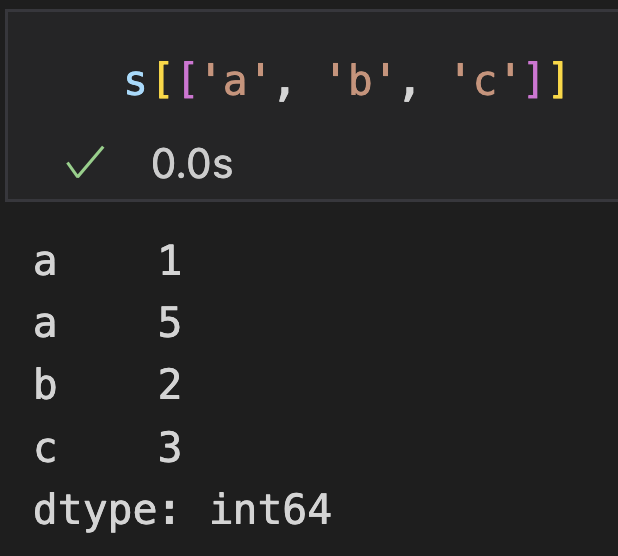 s[['a', 'b', 'c']]
0.0s
a 1
a 5
b 2
c 3
dtype: int64